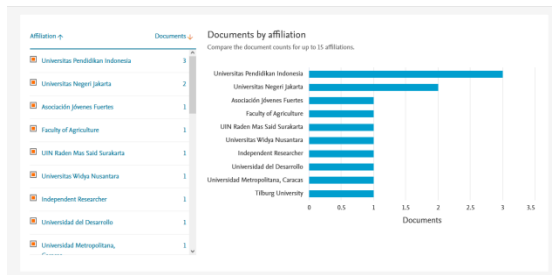 Affiliation ↑ Documents ↓
Universitas Pendidikan Indonesia 3
Universitas Negeri Jakarta 2
Asociación Jóvenes Fuertes 1
Faculty of Agriculture 1
UIN Raden Mas Said Surakarta 1
Universitas Widya Nusantara 1
Independent Researcher 1
Universidad del Desarrollo 1
Universidad Metropolitana, 1
Documents by affiliation
Compare the document counts for up to 15 affiliations.
Universitas Pendidikan Indonesia
Universitas Negeri Jakarta
Asociación Jóvenes Fuertes
Faculty of Agriculture
UIN Raden Mas Said Surakarta
Universitas Widya Nusantara
Independent Researcher
Universidad del Desarrollo
Universidad Metropolitana, Caracas
Tilburg University
0 0.5 1 1.5 2 2.5 3 3.5
Documents